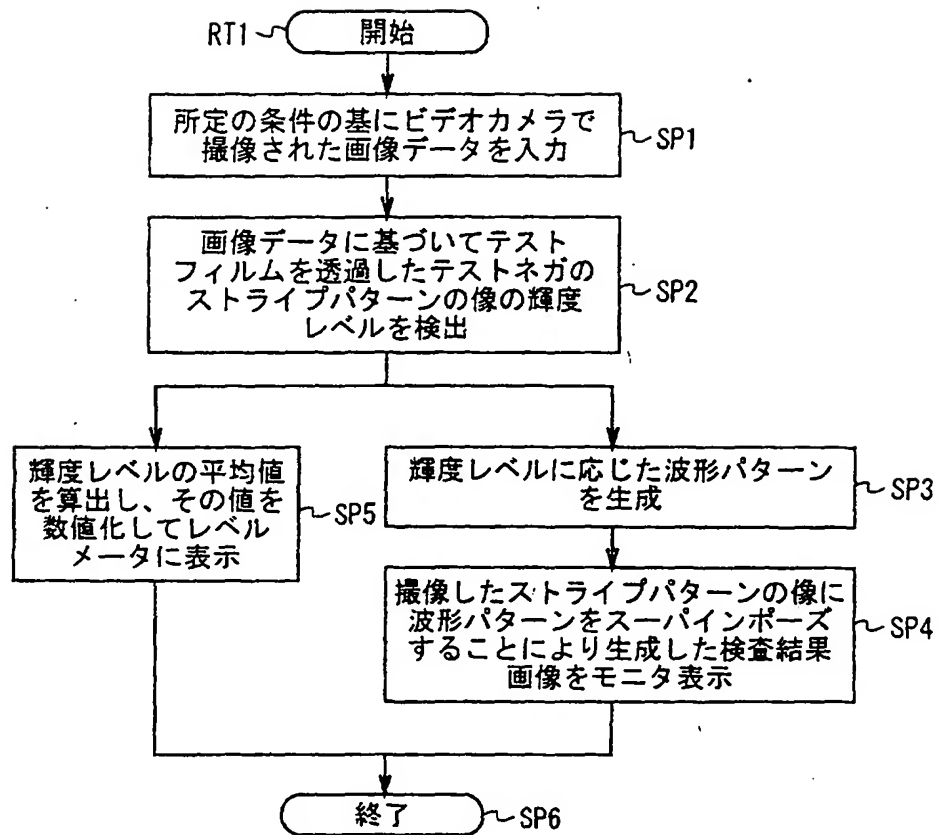 RT1
開始
所定の条件の基にビデオカメラで
撮像された画像データを入力
SP1
画像データに基づいてテスト
フィルムを透過したテストネガの
ストライプパターンの像の輝度
レベルを検出
SP2
輝度レベルの平均値
を算出し、その値を
数値化してレベル
メータに表示
SP5
輝度レベルに応じた波形パターン
を生成
SP3
撮像したストライプパターンの像に
波形パターンをスーパインポーズ
することにより生成した検査結果
画像をモニタ表示
SP4
終了
SP6